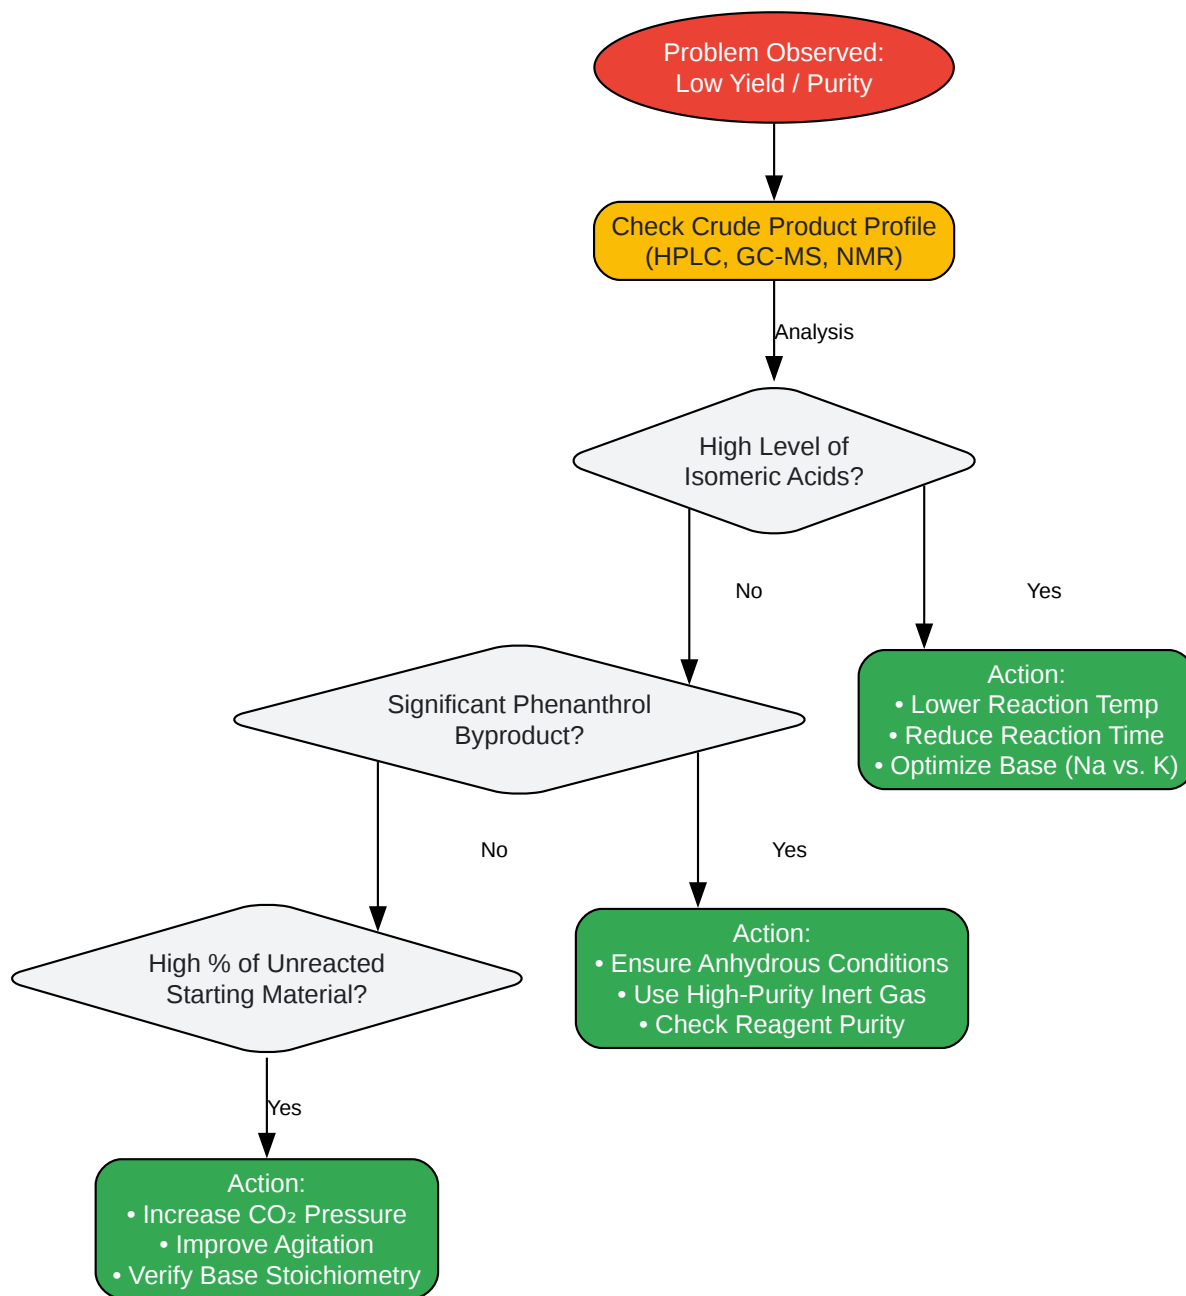 Problem Observed:
Low Yield / Purity
Check Crude Product Profile
(HPLC, GC-MS, NMR)
Analysis
High Level of
Isomeric Acids?
No
Yes
Significant Phenanthrol
Byproduct?
Action:
• Lower Reaction Temp
• Reduce Reaction Time
• Optimize Base (Na vs. K)
No
Yes
High % of Unreacted
Starting Material?
Action:
• Ensure Anhydrous Conditions
• Use High-Purity Inert Gas
• Check Reagent Purity
Yes
Action:
• Increase CO₂ Pressure
• Improve Agitation
• Verify Base Stoichiometry